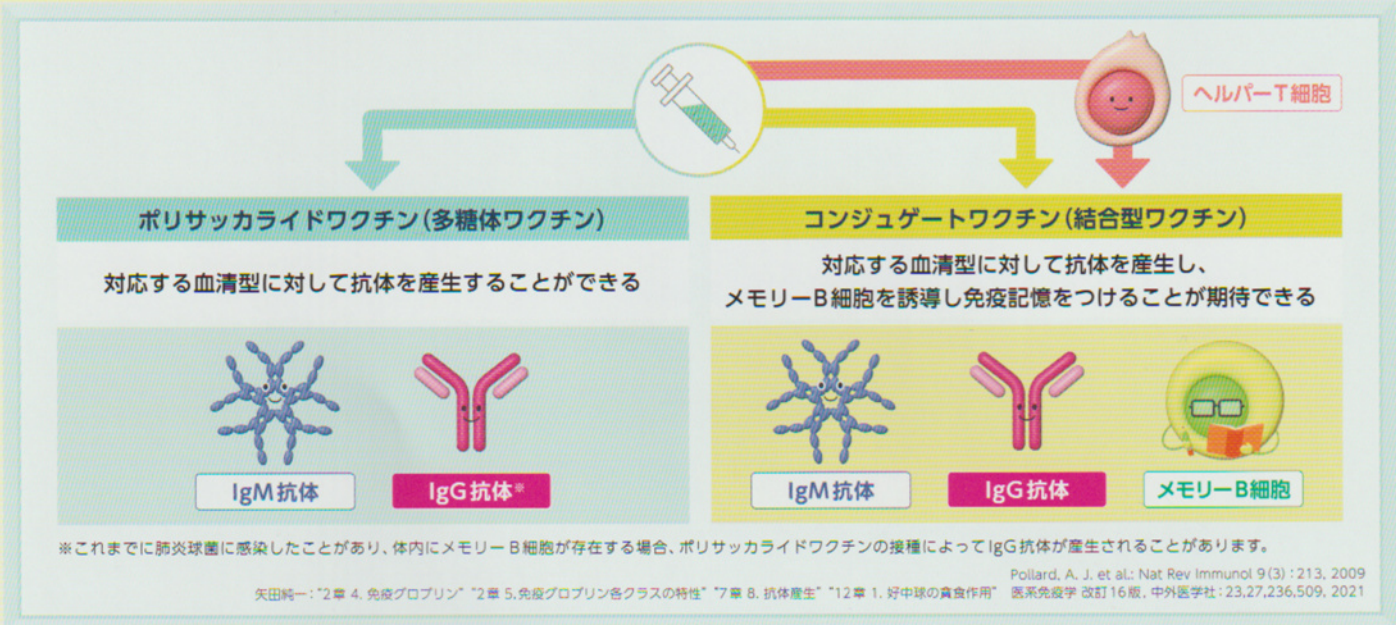 ヘルパーT細胞
ポリサッカライドワクチン(多糖体ワクチン)
対応する血清型に対して抗体を産生することができる
IgM抗体
IgG抗体※
コンジュゲートワクチン(結合型ワクチン)
対応する血清型に対して抗体を産生し、
メモリーB細胞を誘導し免疫記憶をつけることが期待できる
IgM抗体
IgG抗体
メモリーB細胞
※これまでに肺炎球菌に感染したことがあり、体内にメモリーB細胞が存在する場合、ポリサッカライドワクチンの接種によってIgG抗体が産生されることがあります。
Pollard, A. J. et al.: Nat Rev Immunol 9(3):213, 2009
矢田純一:"2章 4. 免疫グロブリン" "2章 5.免疫グロブリン各クラスの特性" "7章 8. 抗体産生" "12章 1. 好中球の貪食作用" 医系免疫学 改訂16版, 中外医学社:23,27,236,509, 2021